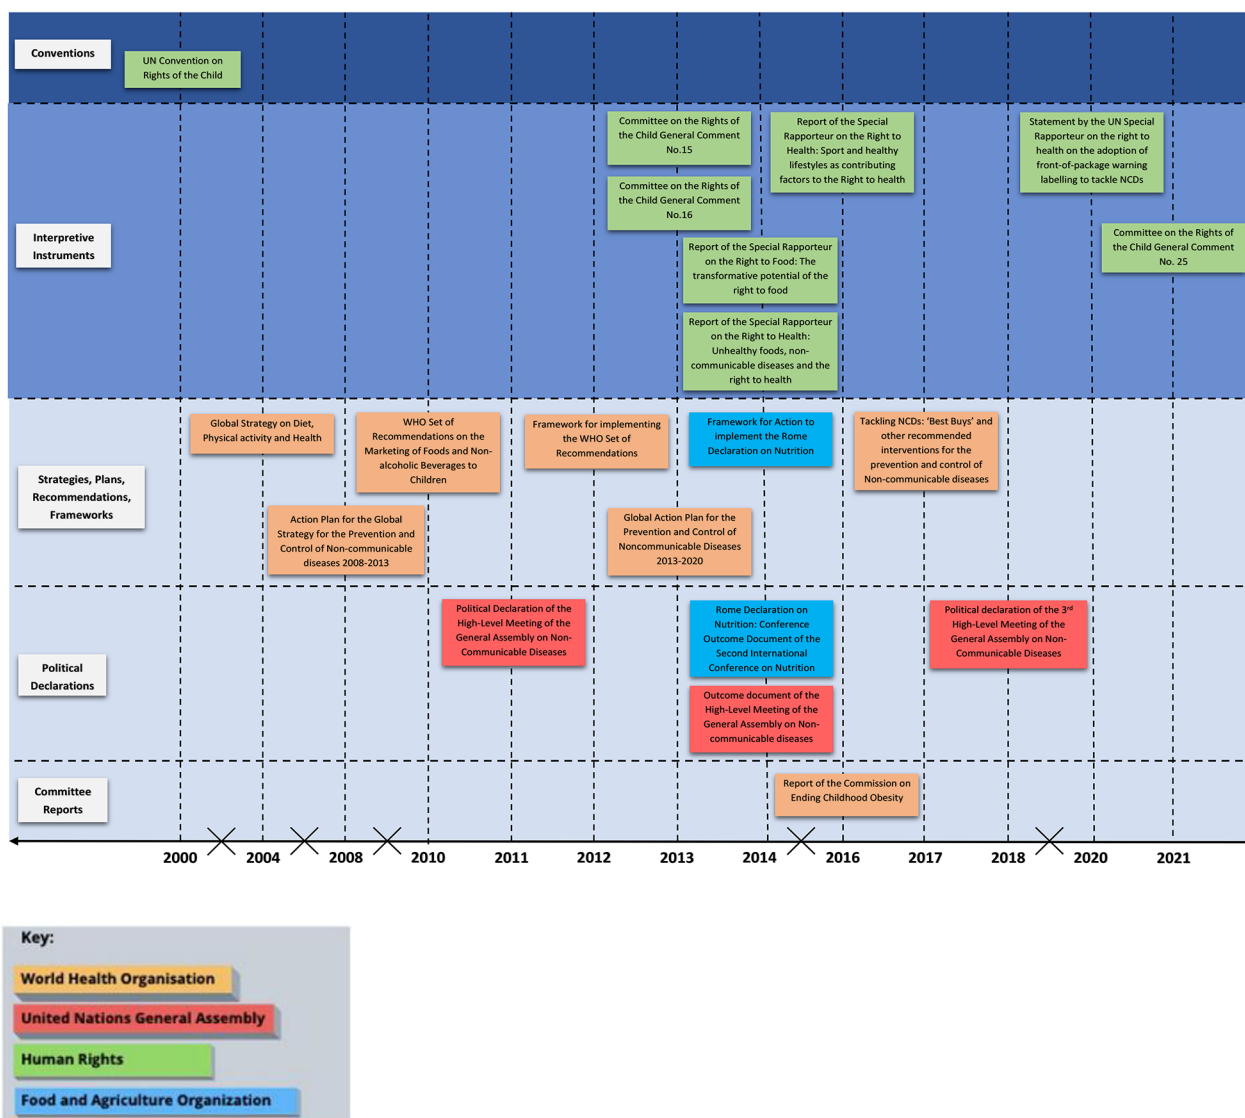 Conventions
UN Convention on
Rights of the Child
Interpretive
Instruments
Committee on the Rights of
the Child General Comment
No.15
Committee on the Rights of
the Child General Comment
No.16
Report of the Special Rapporteur
on the Right to Food: The
transformative potential of the
right to food
Report of the Special Rapporteur
on the Right to Health:
Unhealthy foods, non-
communicable diseases and the
right to health
Report of the Special
Rapporteur on the Right to
Health: Sport and healthy
lifestyles as contributing
factors to the Right to health
Statement by the UN Special
Rapporteur on the right to
health on the adoption of
front-of-package warning
labelling to tackle NCDs
Committee on the Rights of
the Child General Comment
No. 25
Strategies, Plans,
Recommendations,
Frameworks
Global Strategy on Diet,
Physical activity and Health
Action Plan for the Global
Strategy for the Prevention and
Control of Non-communicable
diseases 2008-2013
WHO Set of
Recommendations on the
Marketing of Foods and Non-
alcoholic Beverages to
Children
Framework for implementing
the WHO Set of
Recommendations
Global Action Plan for the
Prevention and Control of
Noncommunicable Diseases
2013-2020
Framework for Action to
implement the Rome
Declaration on Nutrition
Tackling NCDs: ‘Best Buys’ and
other recommended
interventions for the
prevention and control of
Non-communicable diseases
Political
Declarations
Political Declaration of the
High-Level Meeting of the
General Assembly on Non-
Communicable Diseases
Rome Declaration on
Nutrition: Conference
Outcome Document of the
Second International
Conference on Nutrition
Outcome document of the
High-Level Meeting of the
General Assembly on Non-
communicable diseases
Political declaration of the 3rd
High-Level Meeting of the
General Assembly on Non-
Communicable Diseases
Committee
Reports
Report of the Commission on
Ending Childhood Obesity
2000 2004 2008 2010 2011 2012 2013 2014 2016 2017 2018 2020 2021
Key:
World Health Organisation
United Nations General Assembly
Human Rights
Food and Agriculture Organization